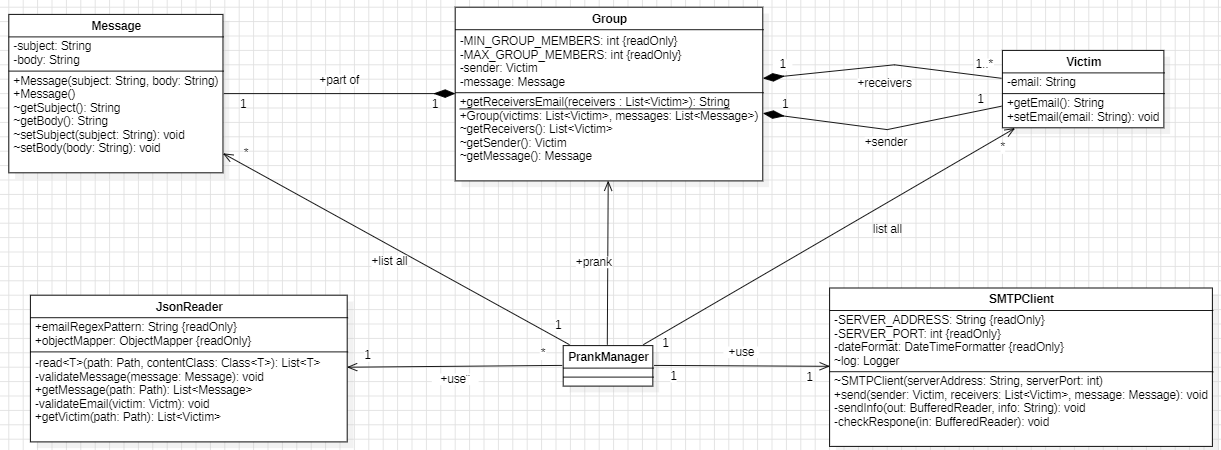 Message
-subject: String
-body: String
+Message(subject: String, body: String)
+Message()
~getSubject(): String
~getBody(): String
~setSubject(subject: String): void
~setBody(body: String): void
+part of
1
1
Group
-MIN_GROUP_MEMBERS: int {readOnly}
-MAX_GROUP_MEMBERS: int {readOnly}
-sender: Victim
-message: Message
+getReceiversEmail(receivers : List<Victim>): String
+Group(victims: List<Victim>, messages: List<Message>)
~getReceivers(): List<Victim>
~getSender(): Victim
~getMessage(): Message
1
1..*
+receivers
1
1
+sender
Victim
-email: String
+getEmail(): String
+setEmail(email: String): void
*
*
+list all
+prank
list all
1
1
JsonReader
+emailRegexPattern: String {readOnly}
+objectMapper: ObjectMapper {readOnly}
-read<T>(path: Path, contentClass: Class<T>): List<T>
-validateMessage(message: Message): void
+getMessage(path: Path): List<Message>
-validateEmail(victim: Victm): void
+getVictim(path: Path): List<Victim>
1
*
+use¨
PrankManager
+use
1
1
SMTPClient
-SERVER_ADDRESS: String {readOnly}
-SERVER_PORT: int {readOnly}
-dateFormat: DateTimeFormatter {readOnly}
~log: Logger
~SMTPClient(serverAddress: String, serverPort: int)
+send(sender: Victim, receivers: List<Victim>, message: Message): void
-sendInfo(out: BufferedReader, info: String): void
-checkRespone(in: BufferedReader): void